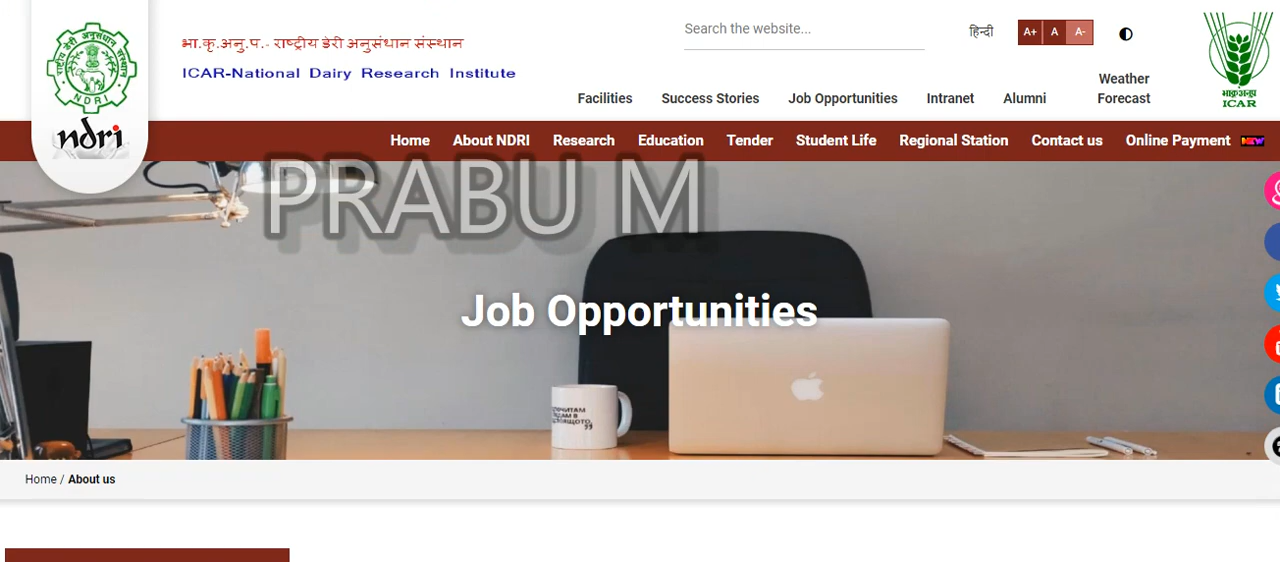 भा.कृ.अनु.प.- राष्ट्रीय डेरी अनुसंधान संस्थान
ICAR-National Dairy Research Institute
राष्ट्रीय डेरी अनुसंधान संस्थान
NDRI
ndri
Search the website...
हिन्दी
A+ A A-
Facilities Success Stories Job Opportunities Intranet Alumni Weather
Forecast
भाकृअनुप
ICAR
Home About NDRI Research Education Tender Student Life Regional Station Contact us Online Payment
PRABU M
Job Opportunities
Home / About us